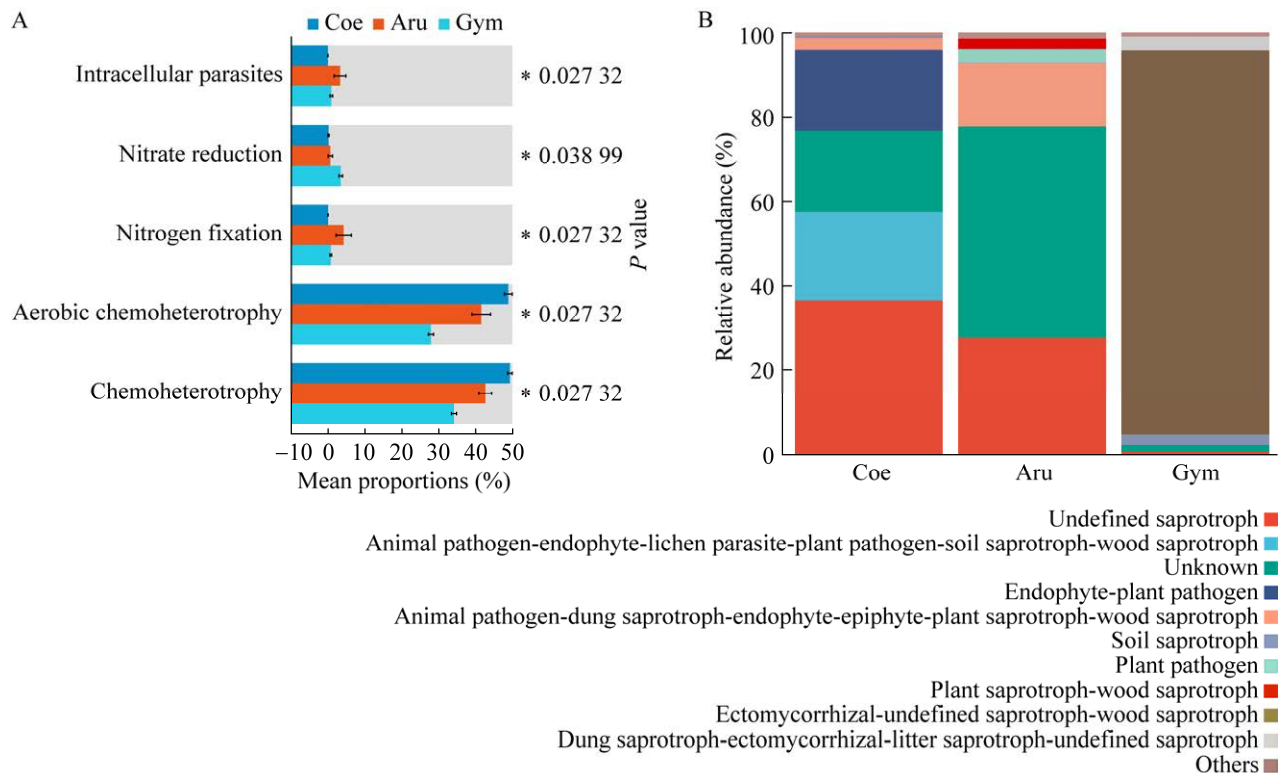 A
Coe Aru Gym
Intracellular parasites
* 0.027 32
Nitrate reduction
* 0.038 99
Nitrogen fixation
* 0.027 32
Aerobic chemoheterotrophy
* 0.027 32
Chemoheterotrophy
* 0.027 32
P value
−10 0 10 20 30 40 50
Mean proportions (%)
B
100
80
60
40
20
0
Relative abundance (%)
Coe Aru Gym
Undefined saprotroph
Animal pathogen-endophyte-lichen parasite-plant pathogen-soil saprotroph-wood saprotroph
Unknown
Endophyte-plant pathogen
Animal pathogen-dung saprotroph-endophyte-epiphyte-plant saprotroph-wood saprotroph
Soil saprotroph
Plant pathogen
Plant saprotroph-wood saprotroph
Ectomycorrhizal-undefined saprotroph-wood saprotroph
Dung saprotroph-ectomycorrhizal-litter saprotroph-undefined saprotroph
Others